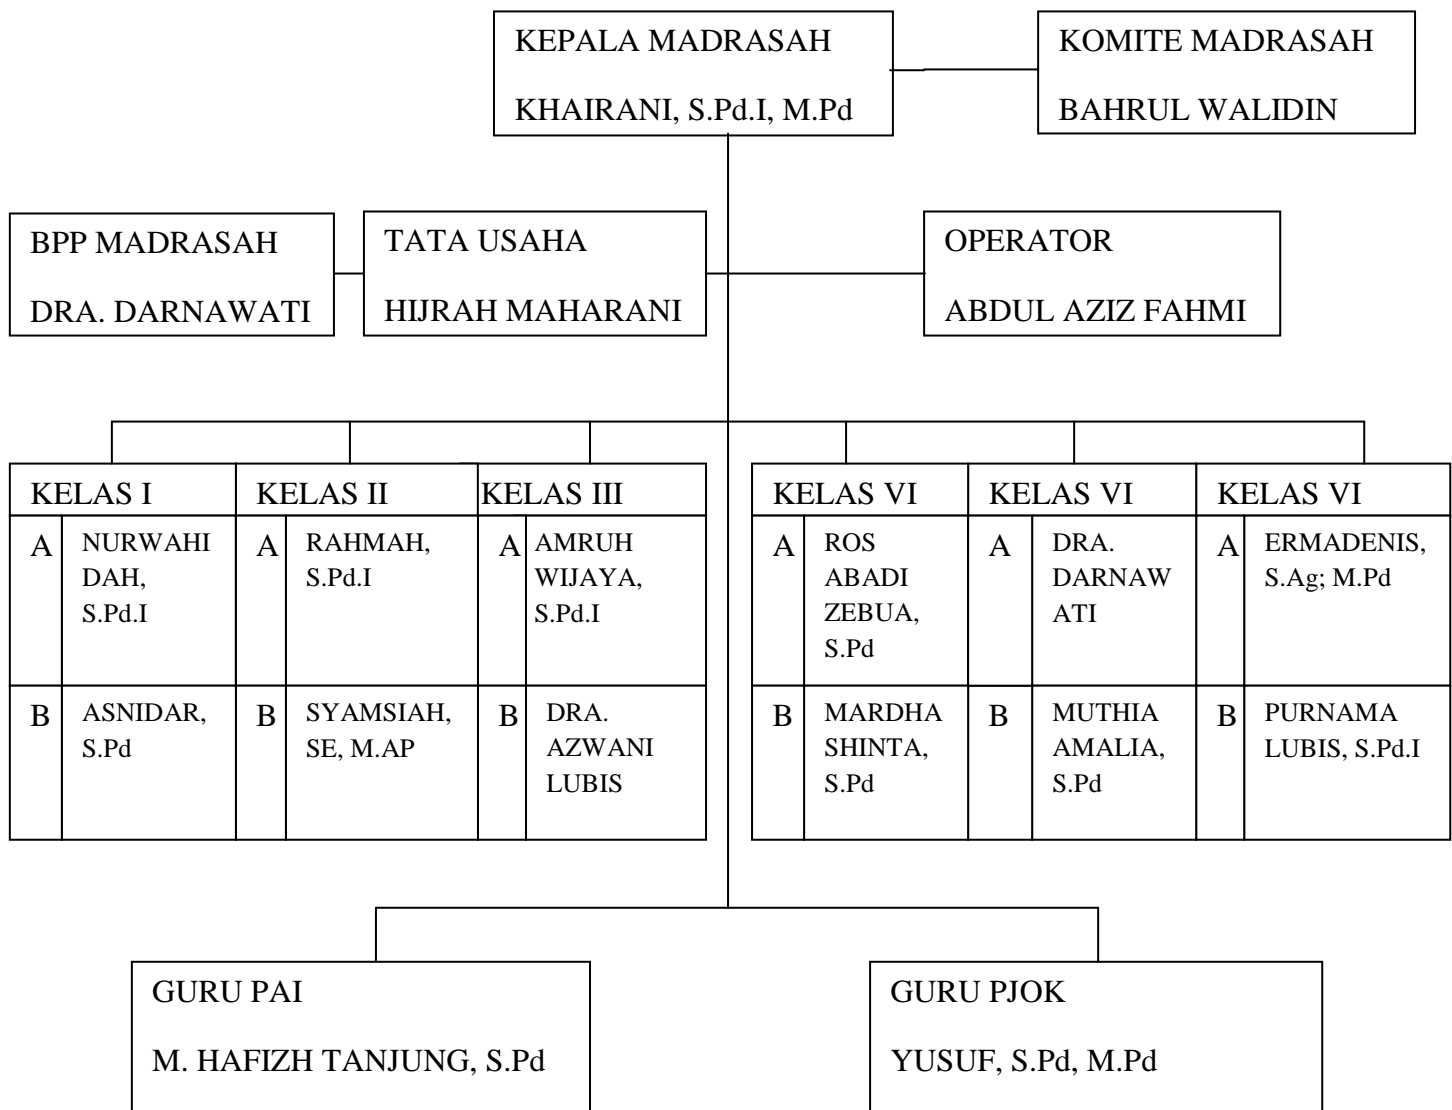 KEPALA MADRASAH
KHAIRANI, S.Pd.I, M.Pd
KOMITE MADRASAH
BAHRUL WALIDIN
BPP MADRASAH
DRA. DARNAWATI
TATA USAHA
HIJRAH MAHARANI
OPERATOR
ABDUL AZIZ FAHMI
KELAS I
A
NURWAHI
DAH,
S.Pd.I
B
ASNIDAR,
S.Pd
KELAS II
A
RAHMAH,
S.Pd.I
B
SYAMSIAH,
SE, M.AP
KELAS III
A
AMRUH
WIJAYA,
S.Pd.I
B
DRA.
AZWANI
LUBIS
KELAS VI
A
ROS
ABADI
ZEBUA,
S.Pd
B
MARDHA
SHINTA,
S.Pd
KELAS VI
A
DRA.
DARNAW
ATI
B
MUTHIA
AMALIA,
S.Pd
KELAS VI
A
ERMADENIS,
S.Ag; M.Pd
B
PURNAMA
LUBIS, S.Pd.I
GURU PAI
M. HAFIZH TANJUNG, S.Pd
GURU PJOK
YUSUF, S.Pd, M.Pd